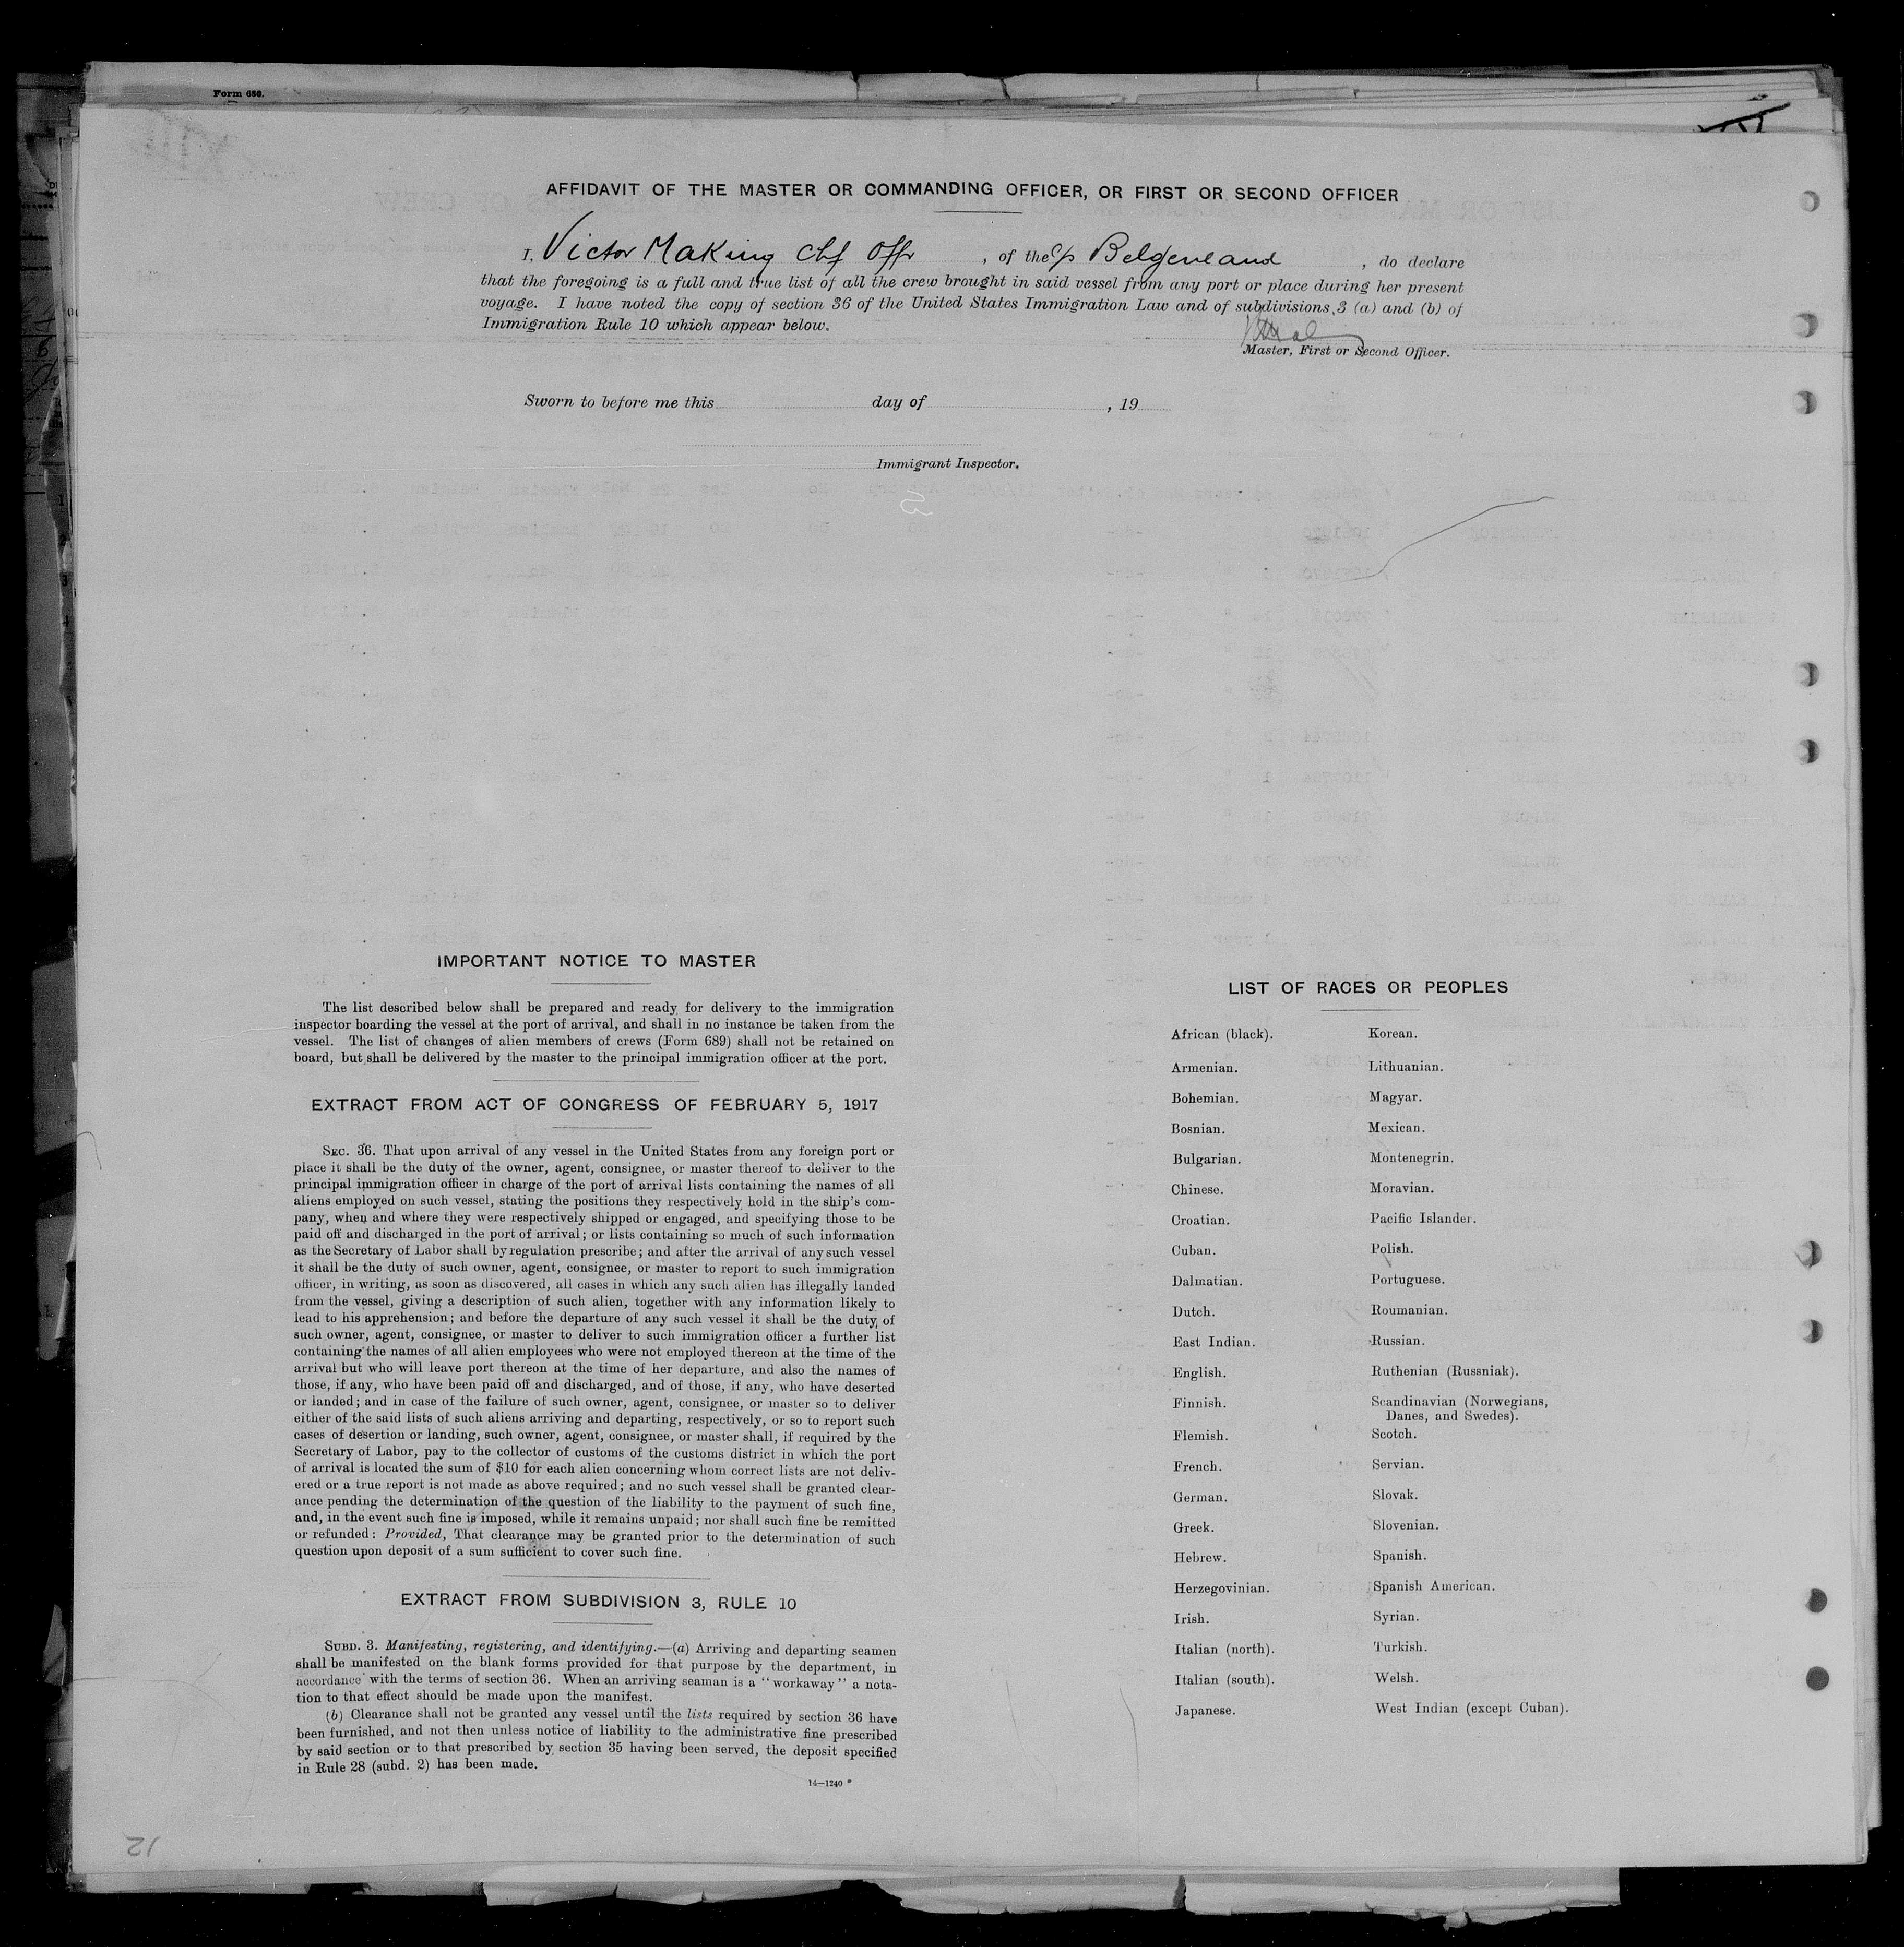 Form 680.
AFFIDAVIT OF THE MASTER OR COMMANDING OFFICER, OR FIRST OR SECOND OFFICER
I, Victor Making Chf Offr, of the S/S Belgenland, do declare
that the foregoing is a full and true list of all the crew brought in said vessel from any port or place during her present
voyage. I have noted the copy of section 36 of the United States Immigration Law and of subdivisions 3 (a) and (b) of
Immigration Rule 10 which appear below.
Master, First or Second Officer.
Sworn to before me this day of , 19
Immigrant Inspector.
IMPORTANT NOTICE TO MASTER
The list described below shall be prepared and ready for delivery to the immigration
inspector boarding the vessel at the port of arrival, and shall in no instance be taken from the
vessel. The list of changes of alien members of crews (Form 689) shall not be retained on
board, but shall be delivered by the master to the principal immigration officer at the port.
EXTRACT FROM ACT OF CONGRESS OF FEBRUARY 5, 1917
SEC. 36. That upon arrival of any vessel in the United States from any foreign port or
place it shall be the duty of the owner, agent, consignee, or master thereof to deliver to the
principal immigration officer in charge of the port of arrival lists containing the names of all
aliens employed on such vessel, stating the positions they respectively hold in the ship's com-
pany, when and where they were respectively shipped or engaged, and specifying those to be
paid off and discharged in the port of arrival; or lists containing so much of such information
as the Secretary of Labor shall by regulation prescribe; and after the arrival of any such vessel
it shall be the duty of such owner, agent, consignee, or master to report to such immigration
officer, in writing, as soon as discovered, all cases in which any such alien has illegally landed
from the vessel, giving a description of such alien, together with any information likely to
lead to his apprehension; and before the departure of any such vessel it shall be the duty of
such owner, agent, consignee, or master to deliver to such immigration officer a further list
containing the names of all alien employees who were not employed thereon at the time of the
arrival but who will leave port thereon at the time of her departure, and also the names of
those, if any, who have been paid off and discharged, and of those, if any, who have deserted
or landed; and in case of the failure of such owner, agent, consignee, or master so to deliver
either of the said lists of such aliens arriving and departing, respectively, or so to report such
cases of desertion or landing, such owner, agent, consignee, or master shall, if required by the
Secretary of Labor, pay to the collector of customs of the customs district in which the port
of arrival is located the sum of $10 for each alien concerning whom correct lists are not deliv-
ered or a true report is not made as above required; and no such vessel shall be granted clear-
ance pending the determination of the question of the liability to the payment of such fine,
and, in the event such fine is imposed, while it remains unpaid; nor shall such fine be remitted
or refunded: Provided, That clearance may be granted prior to the determination of such
question upon deposit of a sum sufficient to cover such fine.
EXTRACT FROM SUBDIVISION 3, RULE 10
SUBD. 3. Manifesting, registering, and identifying.—(a) Arriving and departing seamen
shall be manifested on the blank forms provided for that purpose by the department, in
accordance with the terms of section 36. When an arriving seaman is a "workaway" a nota-
tion to that effect should be made upon the manifest.
(b) Clearance shall not be granted any vessel until the lists required by section 36 have
been furnished, and not then unless notice of liability to the administrative fine prescribed
by said section or to that prescribed by section 35 having been served, the deposit specified
in Rule 28 (subd. 2) has been made.
14—1240
LIST OF RACES OR PEOPLES
African (black).
Armenian.
Bohemian.
Bosnian.
Bulgarian.
Chinese.
Croatian.
Cuban.
Dalmatian.
Dutch.
East Indian.
English.
Finnish.
Flemish.
French.
German.
Greek.
Hebrew.
Herzegovinian.
Irish.
Italian (north).
Italian (south).
Japanese.
Korean.
Lithuanian.
Magyar.
Mexican.
Montenegrin.
Moravian.
Pacific Islander.
Polish.
Portuguese.
Roumanian.
Russian.
Ruthenian (Russniak).
Scandinavian (Norwegians,
Danes, and Swedes).
Scotch.
Servian.
Slovak.
Slovenian.
Spanish.
Spanish American.
Syrian.
Turkish.
Welsh.
West Indian (except Cuban).
12